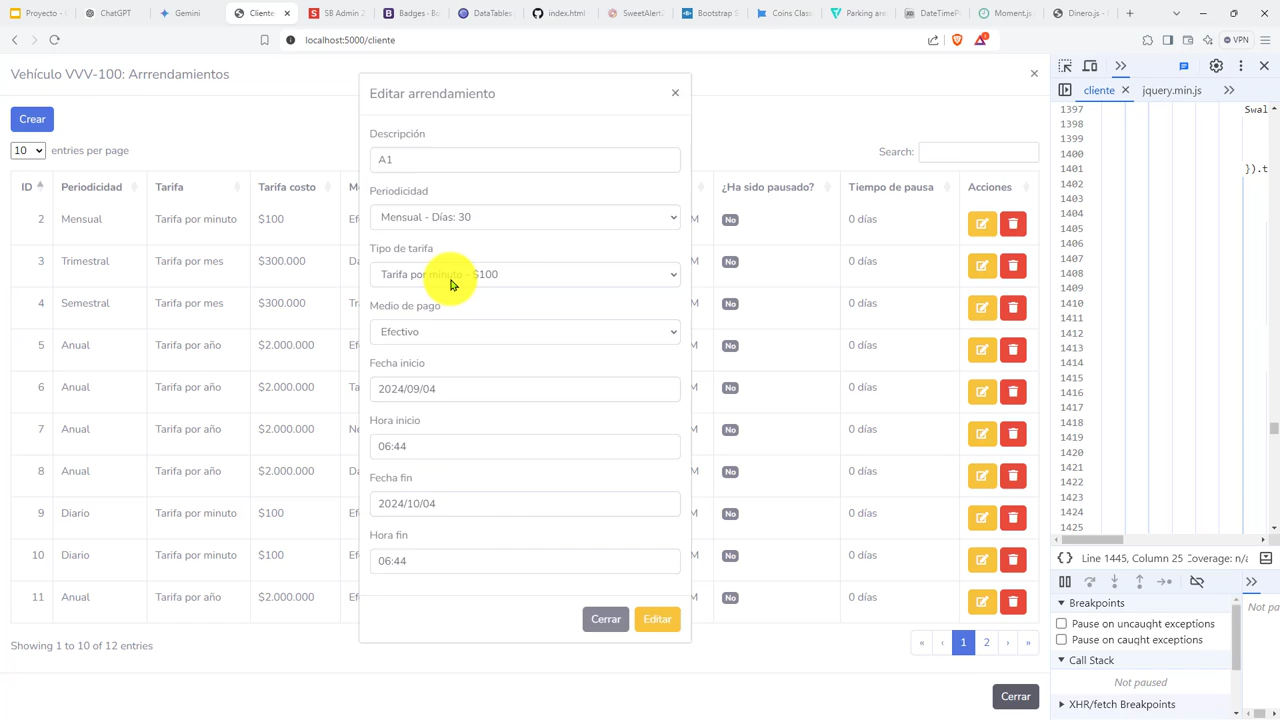 Proyecto -
ChatGPT
Gemini
Cliente
SB Admin
Badges - Bo
DataTables
index.html
SweetAlert2
Bootstrap S
Coins Class
Parking are
DateTimePi
Moment.js
Dinero.js -
localhost:5000/cliente
VPN
Vehículo VVV-100: Arrrendamientos
Crear
10 entries per page
Search:
ID Periodicidad Tarifa Tarifa costo ¿Ha sido pausado? Tiempo de pausa Acciones
2 Mensual Tarifa por minuto $100 No 0 días
3 Trimestral Tarifa por mes $300.000 No 0 días
4 Semestral Tarifa por mes $300.000 No 0 días
5 Anual Tarifa por año $2.000.000 No 0 días
6 Anual Tarifa por año $2.000.000 No 0 días
7 Anual Tarifa por año $2.000.000 No 0 días
8 Anual Tarifa por año $2.000.000 No 0 días
9 Diario Tarifa por minuto $100 No 0 días
10 Diario Tarifa por minuto $100 No 0 días
11 Anual Tarifa por año $2.000.000 No 0 días
Showing 1 to 10 of 12 entries
« ‹ 1 2 › »
Cerrar
Editar arrendamiento
Descripción
A1
Periodicidad
Mensual - Días: 30
Tipo de tarifa
Tarifa por minuto - $100
Medio de pago
Efectivo
Fecha inicio
2024/09/04
Hora inicio
06:44
Fecha fin
2024/10/04
Hora fin
06:44
Cerrar Editar
cliente jquery.min.js
1397 Swal
1398
1399
1400
1401 }).t
1402
1403
1404
1405
1406
1407
1408
1409
1410
1411
1412
1413
1414
1415
1416
1417
1418
1419
1420
1421
1422
1423
1424
1425
{} Line 1445, Column 25 Coverage: n/a
Breakpoints
Pause on uncaught exceptions
Pause on caught exceptions
Call Stack
Not paused
XHR/fetch Breakpoints
Not pa